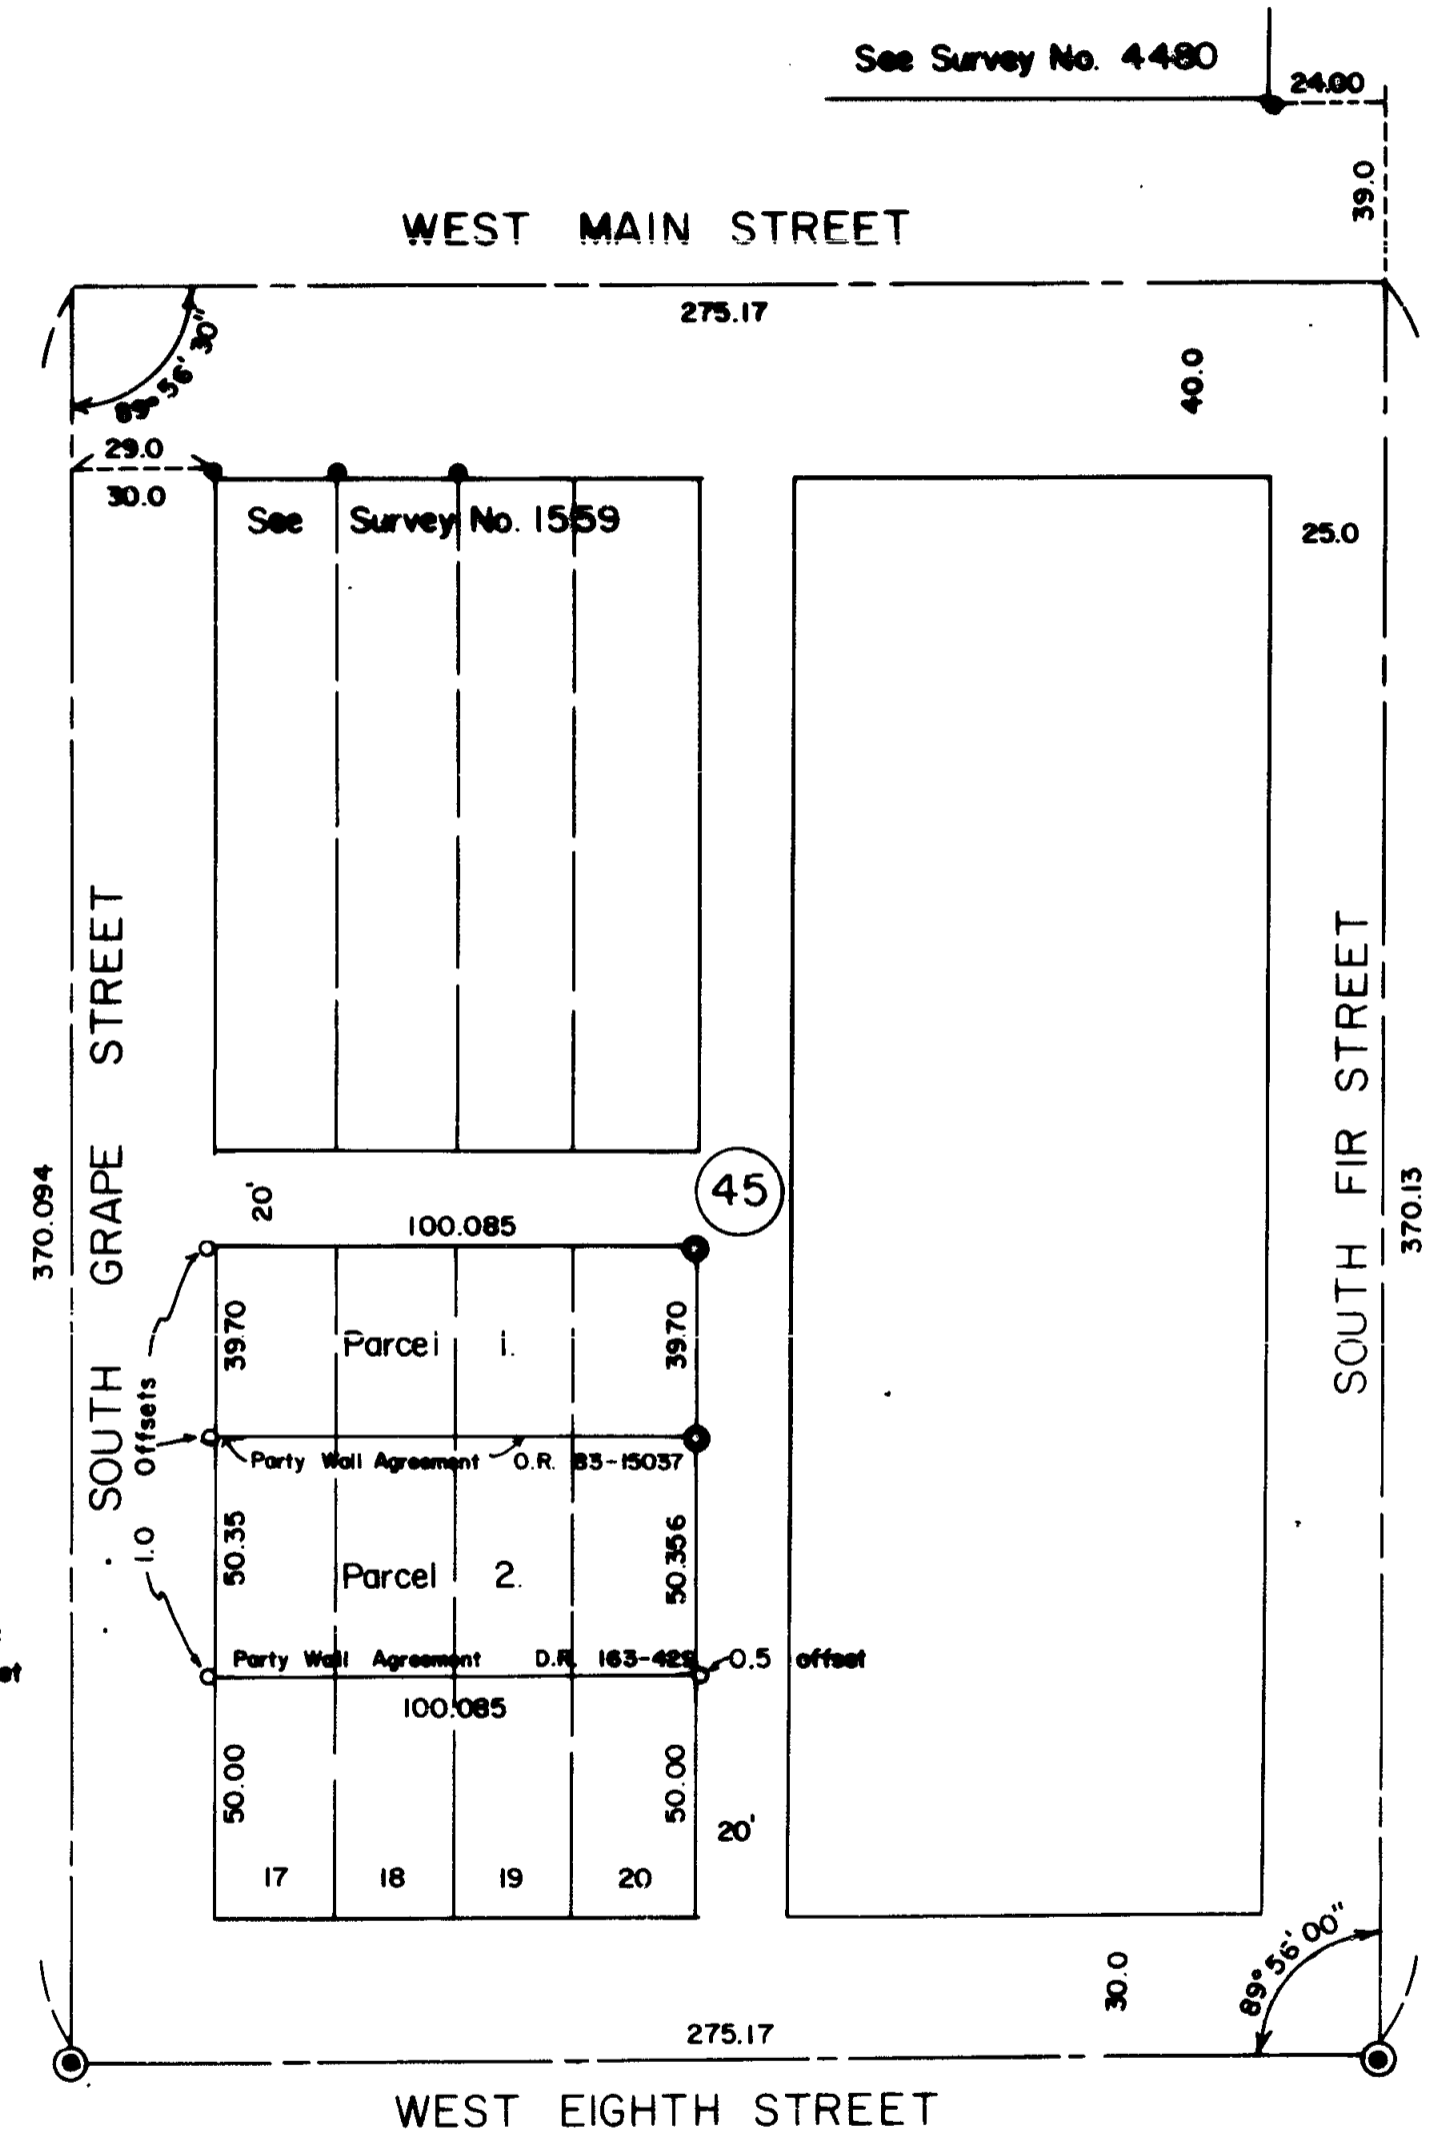 See Survey No. 4480
24.00
39.0
WEST MAIN STREET
275.17
89° 56' 30"
40.0
29.0
30.0
See Survey No. 1559
25.0
SOUTH GRAPE STREET
370.094
SOUTH FIR STREET
370.13
45
20'
100.085
39.70
Parcel 1.
39.70
1.0 Offsets
Party Wall Agreement O.R. 83-15037
50.35
Parcel 2.
50.356
Party Wall Agreement D.R. 163-429
0.5 offset
et
100.085
50.00
50.00
20'
17 18 19 20
30.0
89° 56' 00"
275.17
WEST EIGHTH STREET